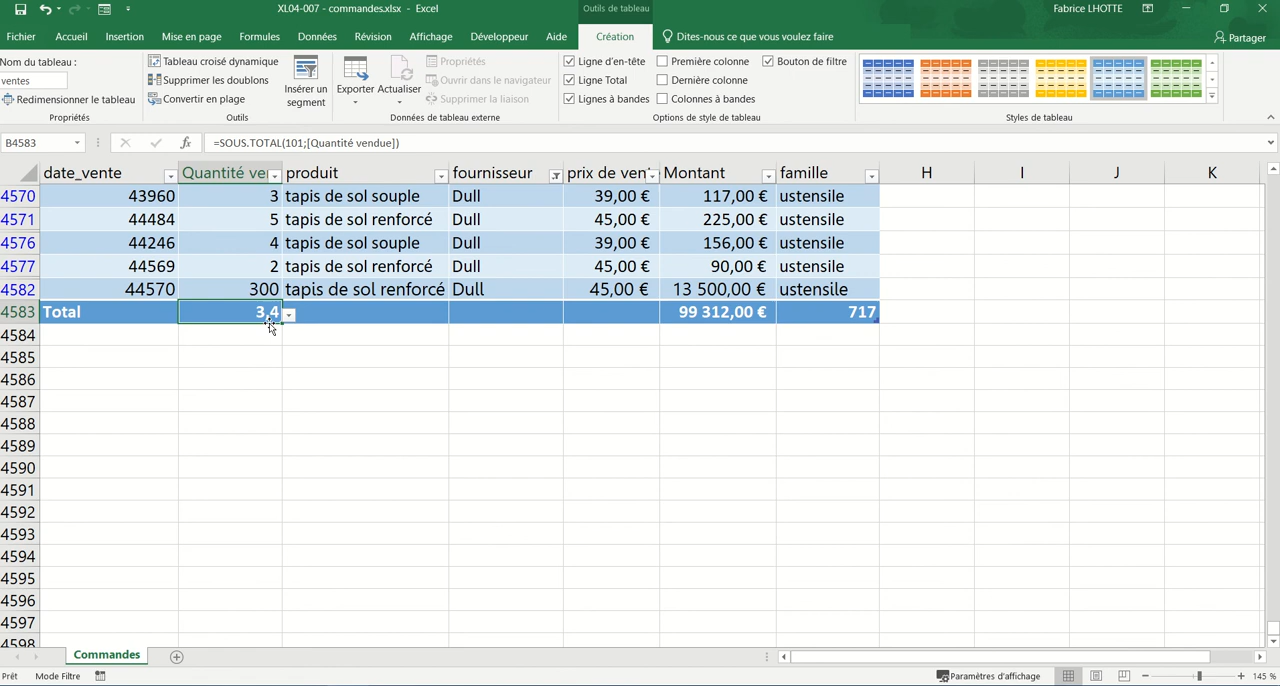 XL04-007 - commandes.xlsx - Excel
Outils de tableau
Fabrice LHOTTE
Fichier Accueil Insertion Mise en page Formules Données Révision Affichage Développeur Aide Création Dites-nous ce que vous voulez faire Partager
Nom du tableau :
ventes
Redimensionner le tableau
Propriétés
Tableau croisé dynamique
Supprimer les doublons
Convertir en plage
Insérer un segment
Outils
Exporter Actualiser
Propriétés
Ouvrir dans le navigateur
Supprimer la liaison
Données de tableau externe
Ligne d'en-tête Première colonne Bouton de filtre
Ligne Total Dernière colonne
Lignes à bandes Colonnes à bandes
Options de style de tableau
Styles de tableau
B4583 fx =SOUS.TOTAL(101;[Quantité vendue])
date_vente Quantité ve produit fournisseur prix de vent Montant famille H I J K
4570 43960 3 tapis de sol souple Dull 39,00 € 117,00 € ustensile
4571 44484 5 tapis de sol renforcé Dull 45,00 € 225,00 € ustensile
4576 44246 4 tapis de sol souple Dull 39,00 € 156,00 € ustensile
4577 44569 2 tapis de sol renforcé Dull 45,00 € 90,00 € ustensile
4582 44570 300 tapis de sol renforcé Dull 45,00 € 13 500,00 € ustensile
4583 Total 3,4 99 312,00 € 717
4584
4585
4586
4587
4588
4589
4590
4591
4592
4593
4594
4595
4596
4597
4598
Commandes
Prêt Mode Filtre Paramètres d'affichage 145 %